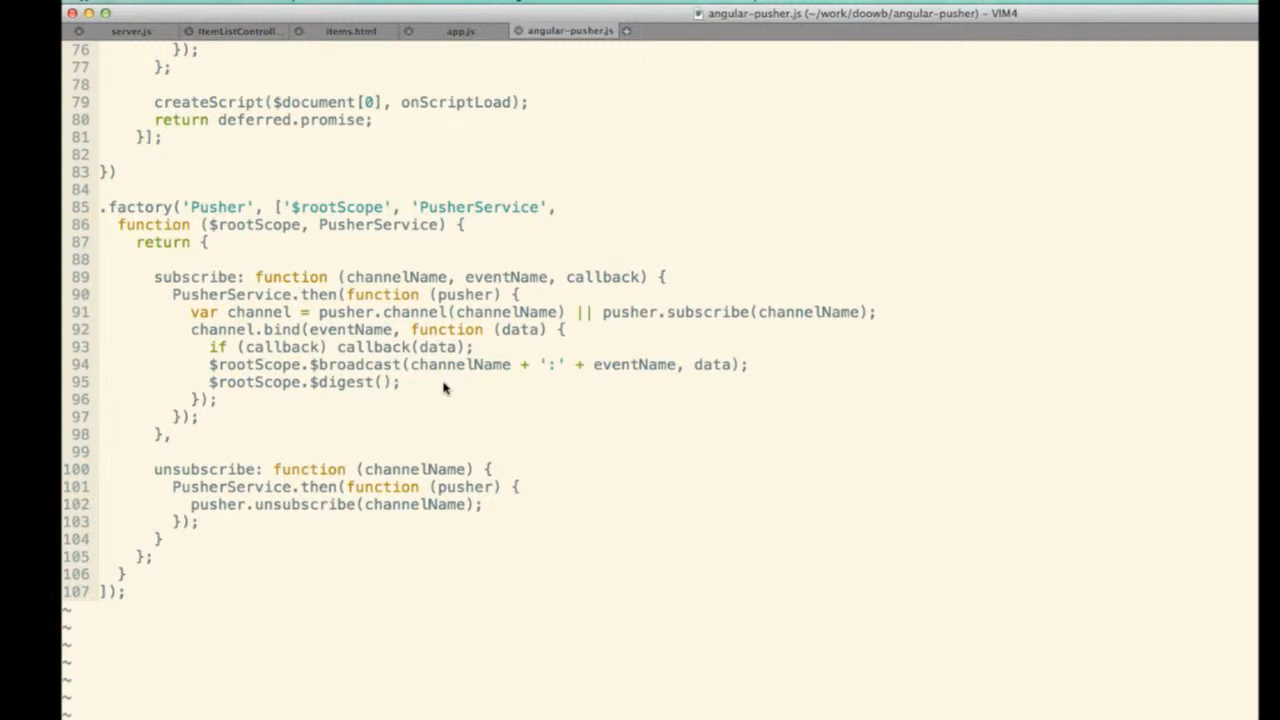 angular-pusher.js (~/work/doowb/angular-pusher) – VIM4
server.js ItemListControll... items.html app.js angular-pusher.js
76 });
77 };
78
79 createScript($document[0], onScriptLoad);
80 return deferred.promise;
81 }];
82
83 })
84
85 .factory('Pusher', ['$rootScope', 'PusherService',
86 function ($rootScope, PusherService) {
87 return {
88
89 subscribe: function (channelName, eventName, callback) {
90 PusherService.then(function (pusher) {
91 var channel = pusher.channel(channelName) || pusher.subscribe(channelName);
92 channel.bind(eventName, function (data) {
93 if (callback) callback(data);
94 $rootScope.$broadcast(channelName + ':' + eventName, data);
95 $rootScope.$digest();
96 });
97 });
98 },
99
100 unsubscribe: function (channelName) {
101 PusherService.then(function (pusher) {
102 pusher.unsubscribe(channelName);
103 });
104 }
105 };
106 }
107 ]);
~
~
~
~
~
~
~